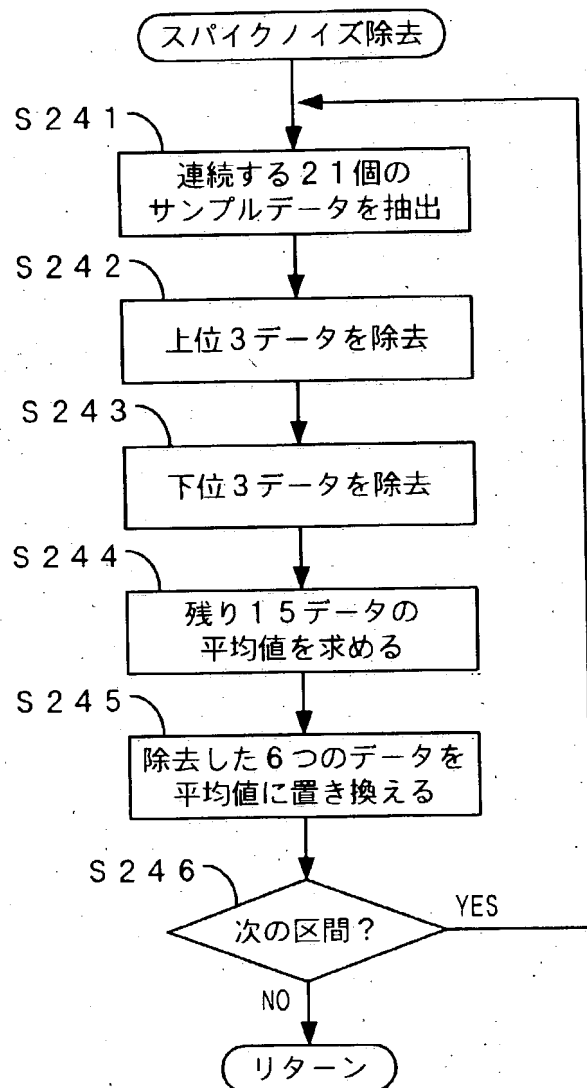 スパイクノイズ除去
S241
連続する21個の
サンプルデータを抽出
S242
上位3データを除去
S243
下位3データを除去
S244
残り15データの
平均値を求める
S245
除去した6つのデータを
平均値に置き換える
S246
次の区間?
YES
NO
リターン